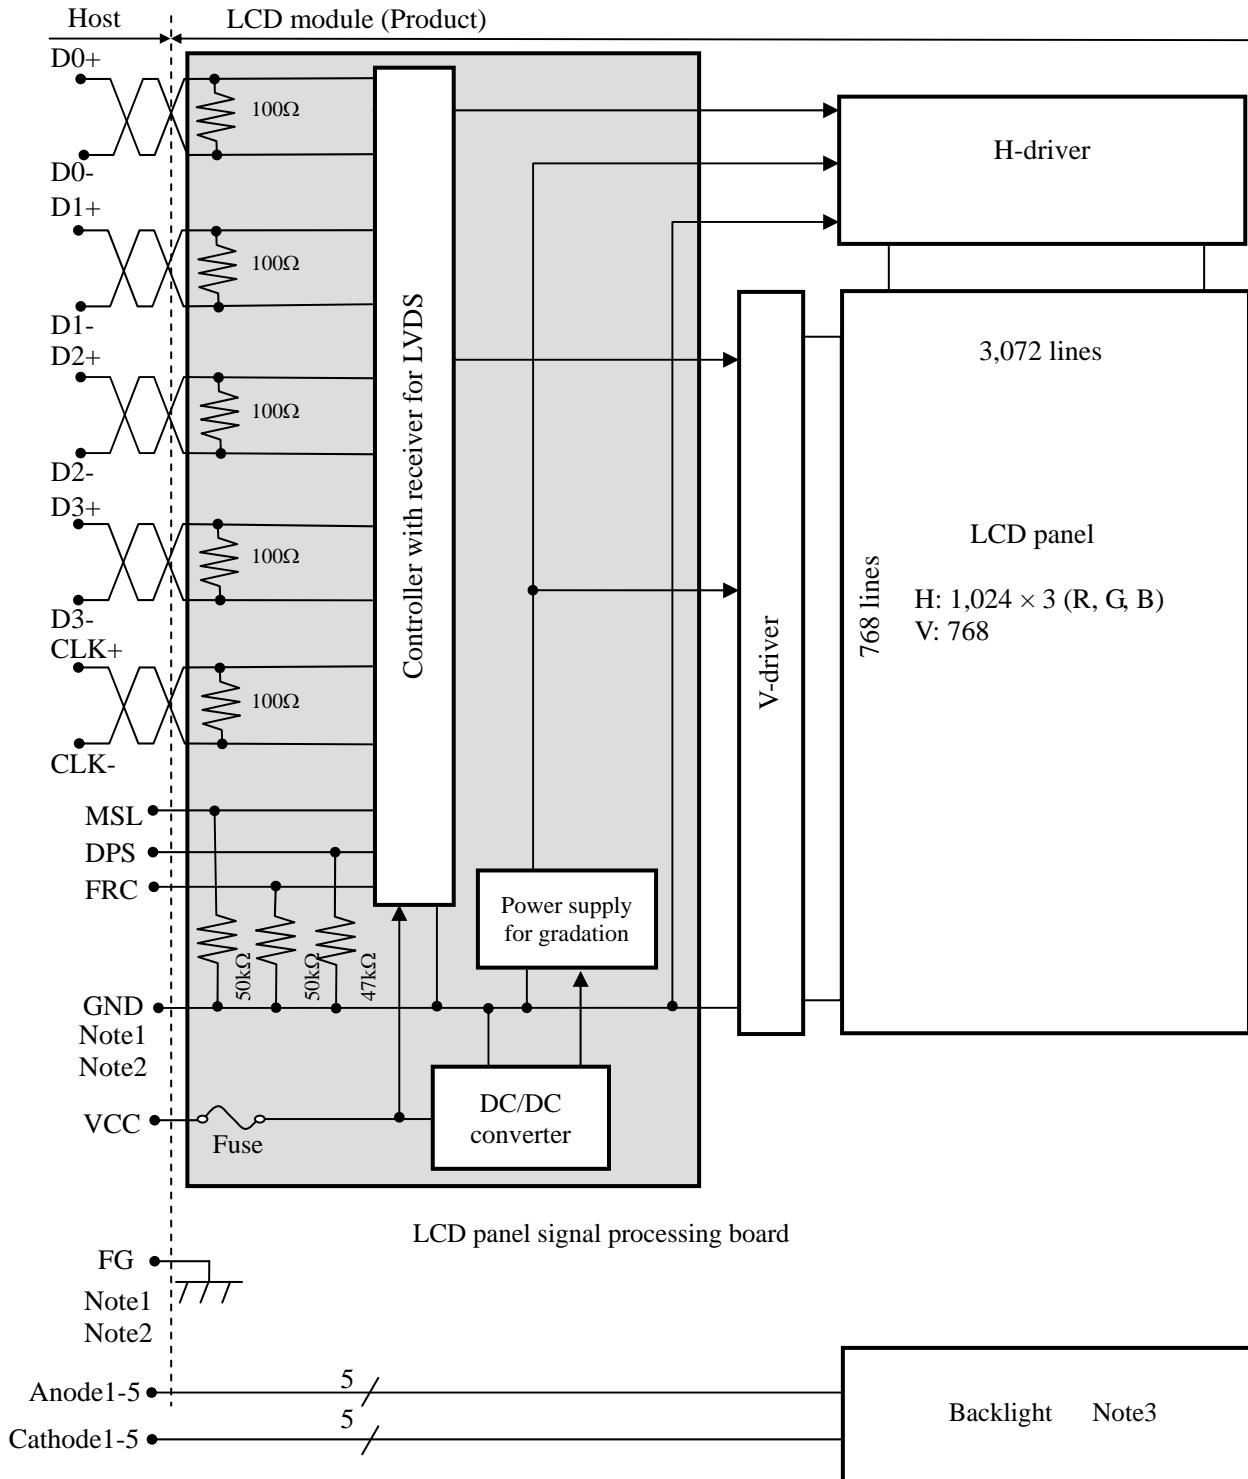 Host
LCD module (Product)
D0+
100Ω
D0-
D1+
100Ω
D1-
D2+
100Ω
D2-
D3+
100Ω
D3-
CLK+
100Ω
CLK-
MSL
DPS
FRC
50kΩ
50kΩ
47kΩ
GND
Note1
Note2
VCC
Fuse
Controller with receiver for LVDS
Power supply
for gradation
DC/DC
converter
H-driver
V-driver
3,072 lines
768 lines
LCD panel
H: 1,024 × 3 (R, G, B)
V: 768
LCD panel signal processing board
FG
Note1
Note2
Anode1-5
5
Cathode1-5
5
Backlight Note3